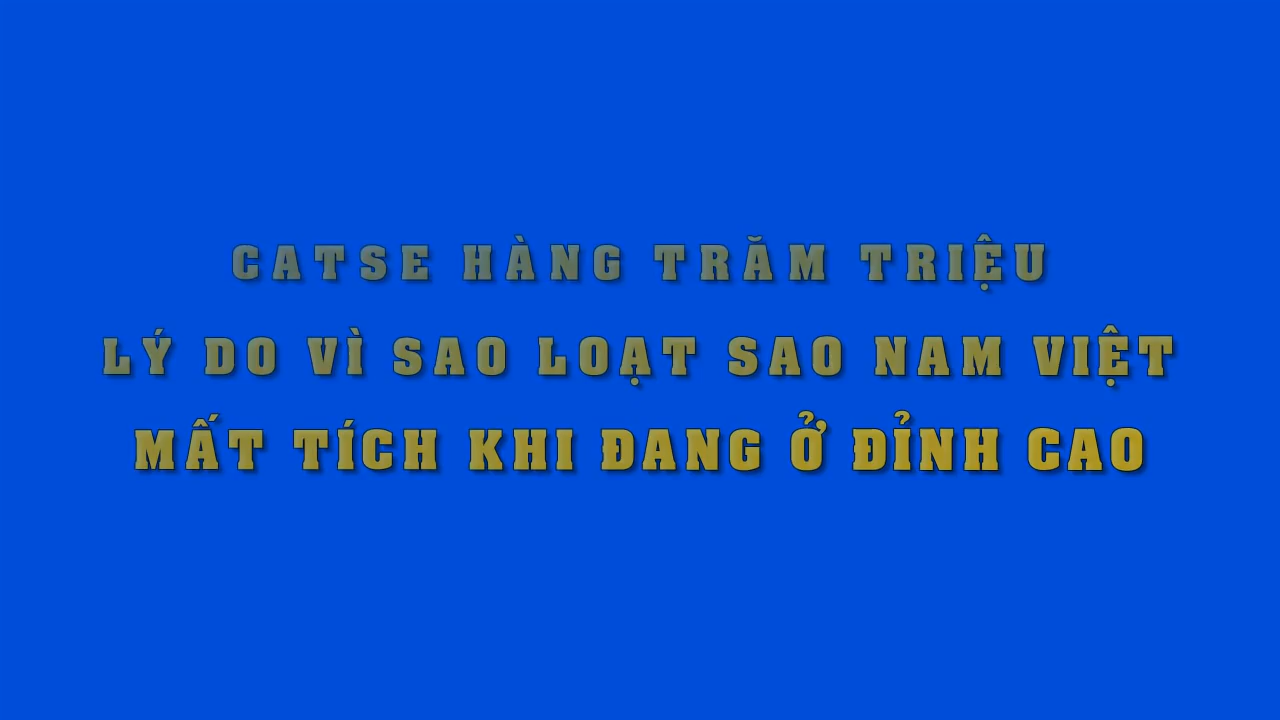 CATSE HÀNG TRĂM TRIỆU
LÝ DO VÌ SAO LOẠT SAO NAM VIỆT
MẤT TÍCH KHI ĐANG Ở ĐỈNH CAO